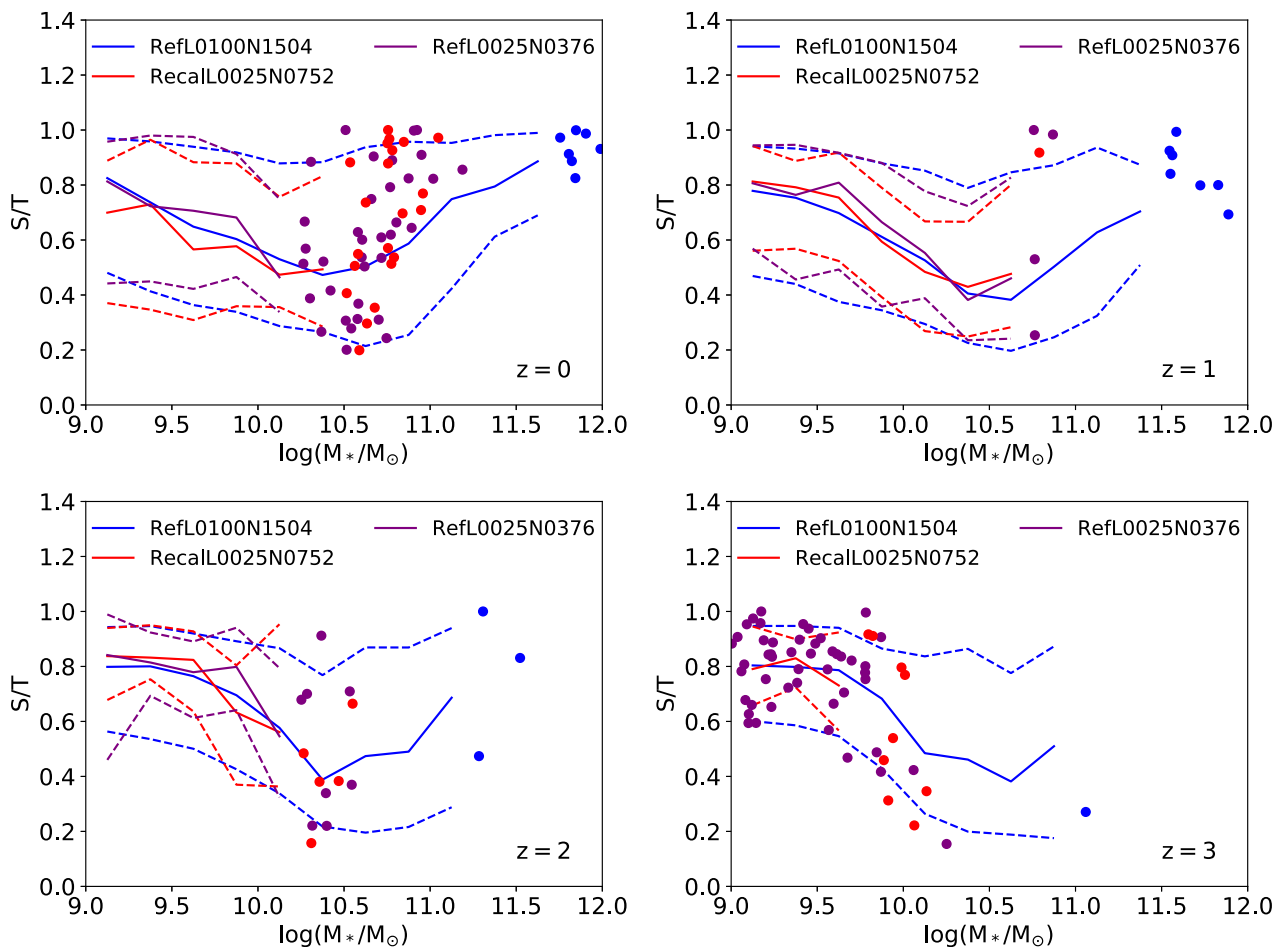 1.4
1.2
1.0
0.8
0.6
0.4
0.2
0.0
S/T
RefL0100N1504
RecalL0025N0752
RefL0025N0376
z = 0
9.0 9.5 10.0 10.5 11.0 11.5 12.0
log(M∗/M⊙)
1.4
1.2
1.0
0.8
0.6
0.4
0.2
0.0
S/T
RefL0100N1504
RecalL0025N0752
RefL0025N0376
z = 1
9.0 9.5 10.0 10.5 11.0 11.5 12.0
log(M∗/M⊙)
1.4
1.2
1.0
0.8
0.6
0.4
0.2
0.0
S/T
RefL0100N1504
RecalL0025N0752
RefL0025N0376
z = 2
9.0 9.5 10.0 10.5 11.0 11.5 12.0
log(M∗/M⊙)
1.4
1.2
1.0
0.8
0.6
0.4
0.2
0.0
S/T
RefL0100N1504
RecalL0025N0752
RefL0025N0376
z = 3
9.0 9.5 10.0 10.5 11.0 11.5 12.0
log(M∗/M⊙)